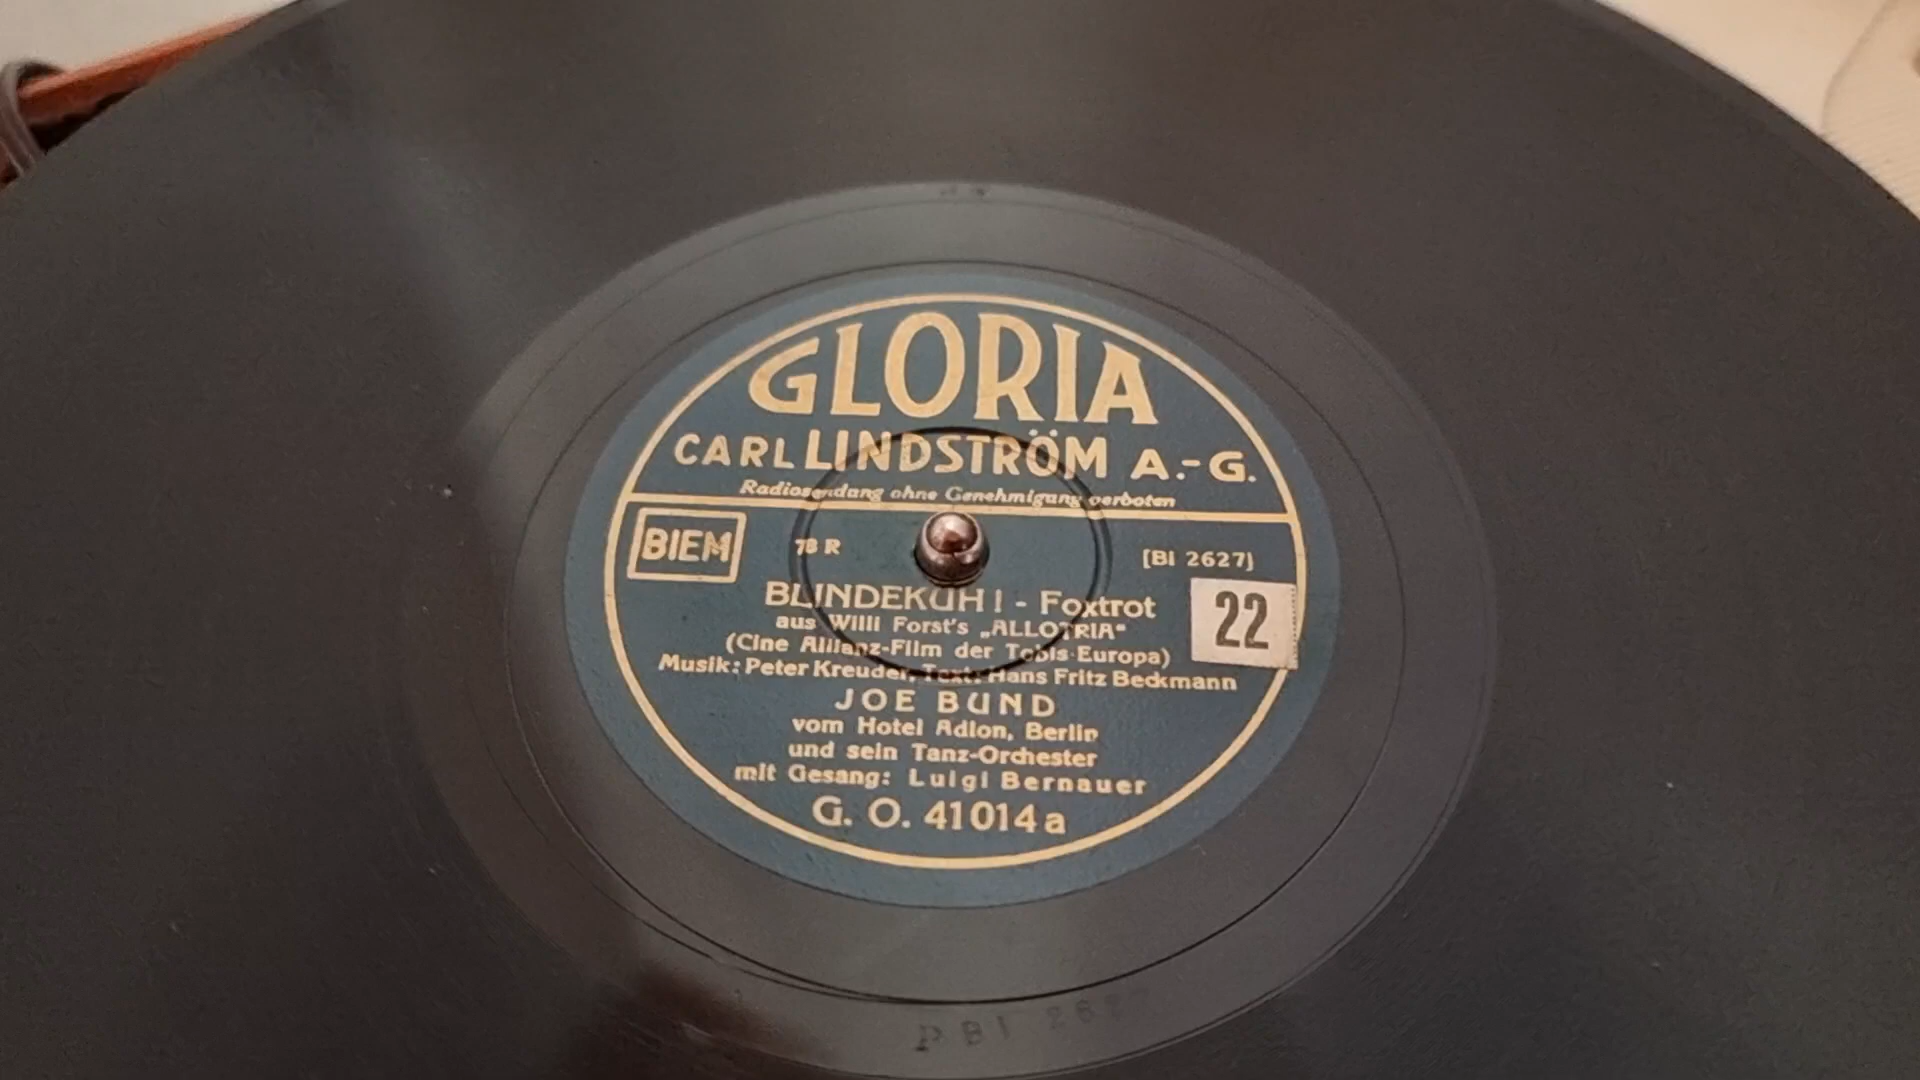 GLORIA
CARL LINDSTRÖM A.-G.
Radiosendung ohne Genehmigung verboten
BIEM
78 R
[Bi 2627]
BLINDEKUH! - Foxtrot
22
aus Willi Forst's „ALLOTRIA"
(Cine Allianz-Film der Tobis-Europa)
Musik: Peter Kreuder, Text: Hans Fritz Beckmann
JOE BUND
vom Hotel Adlon, Berlin
und sein Tanz-Orchester
mit Gesang: Luigi Bernauer
G. O. 41014 a